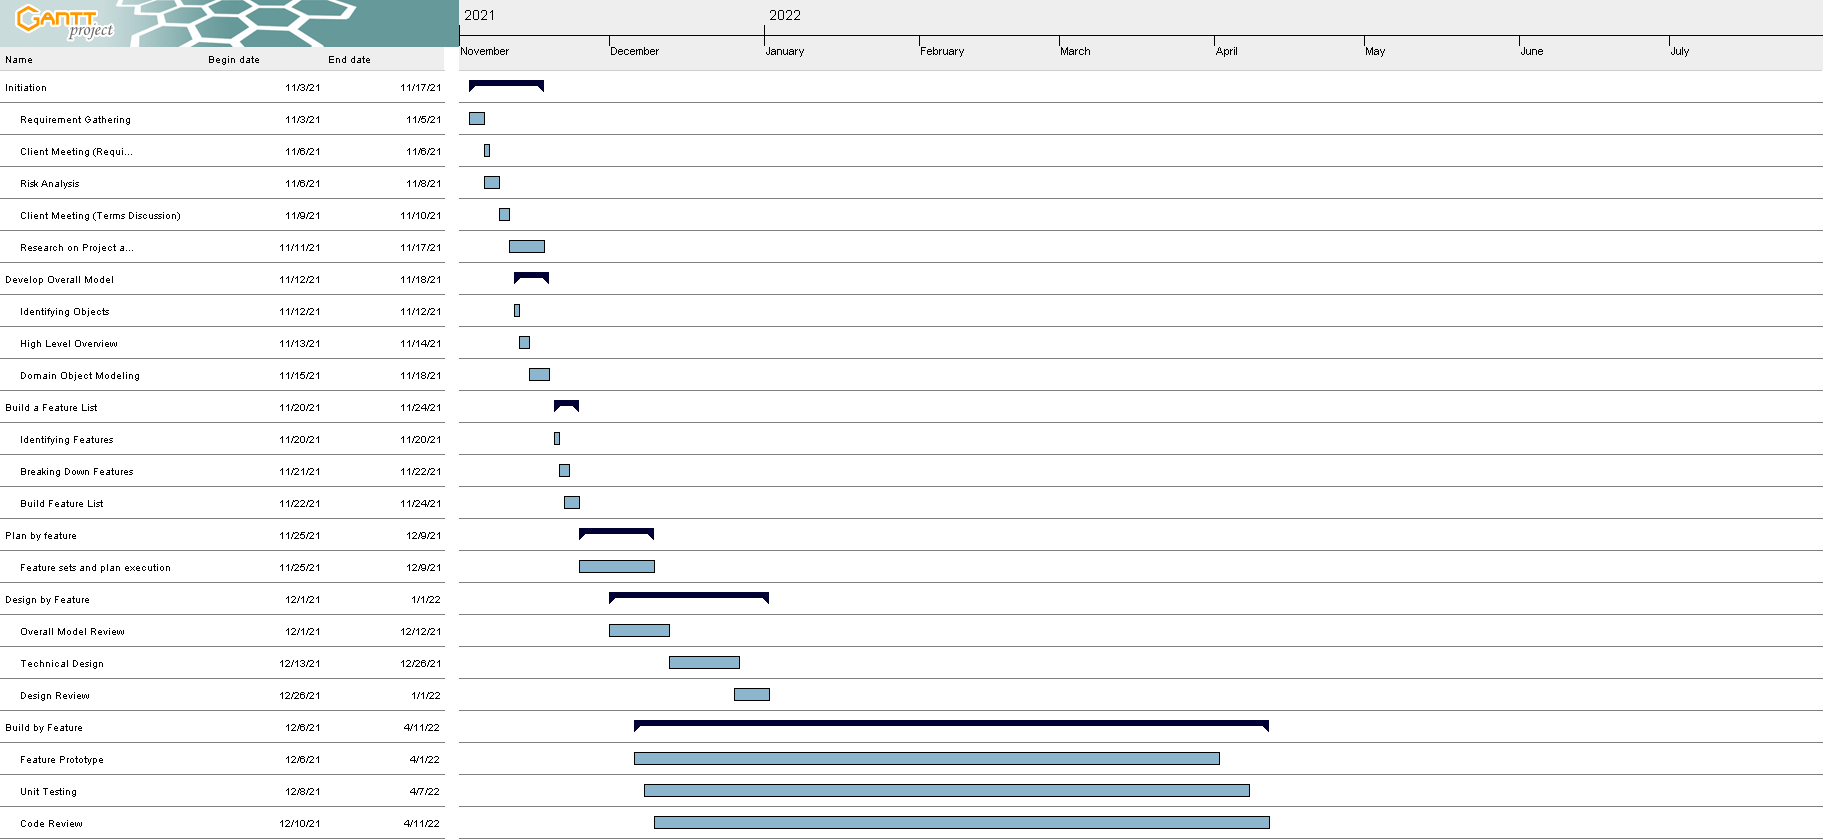 GANTT
project
2021 2022
November December January February March April May June July
Name Begin date End date
Initiation 11/3/21 11/17/21
Requirement Gathering 11/3/21 11/5/21
Client Meeting (Requi... 11/6/21 11/6/21
Risk Analysis 11/6/21 11/8/21
Client Meeting (Terms Discussion) 11/9/21 11/10/21
Research on Project a... 11/11/21 11/17/21
Develop Overall Model 11/12/21 11/18/21
Identifying Objects 11/12/21 11/12/21
High Level Overview 11/13/21 11/14/21
Domain Object Modeling 11/15/21 11/18/21
Build a Feature List 11/20/21 11/24/21
Identifying Features 11/20/21 11/20/21
Breaking Down Features 11/21/21 11/22/21
Build Feature List 11/22/21 11/24/21
Plan by feature 11/25/21 12/9/21
Feature sets and plan execution 11/25/21 12/9/21
Design by Feature 12/1/21 1/1/22
Overall Model Review 12/1/21 12/12/21
Technical Design 12/13/21 12/26/21
Design Review 12/26/21 1/1/22
Build by Feature 12/6/21 4/11/22
Feature Prototype 12/6/21 4/1/22
Unit Testing 12/8/21 4/7/22
Code Review 12/10/21 4/11/22